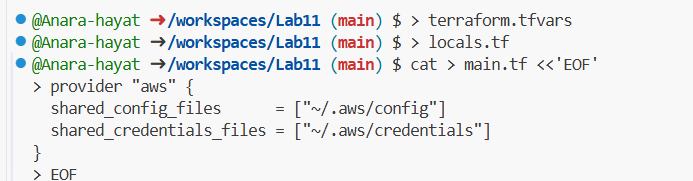 @Anara-hayat ➜/workspaces/Lab11 (main) $ > terraform.tfvars
@Anara-hayat ➜/workspaces/Lab11 (main) $ > locals.tf
@Anara-hayat ➜/workspaces/Lab11 (main) $ cat > main.tf <<'EOF'
> provider "aws" {
  shared_config_files      = ["~/.aws/config"]
  shared_credentials_files = ["~/.aws/credentials"]
}
> EOF